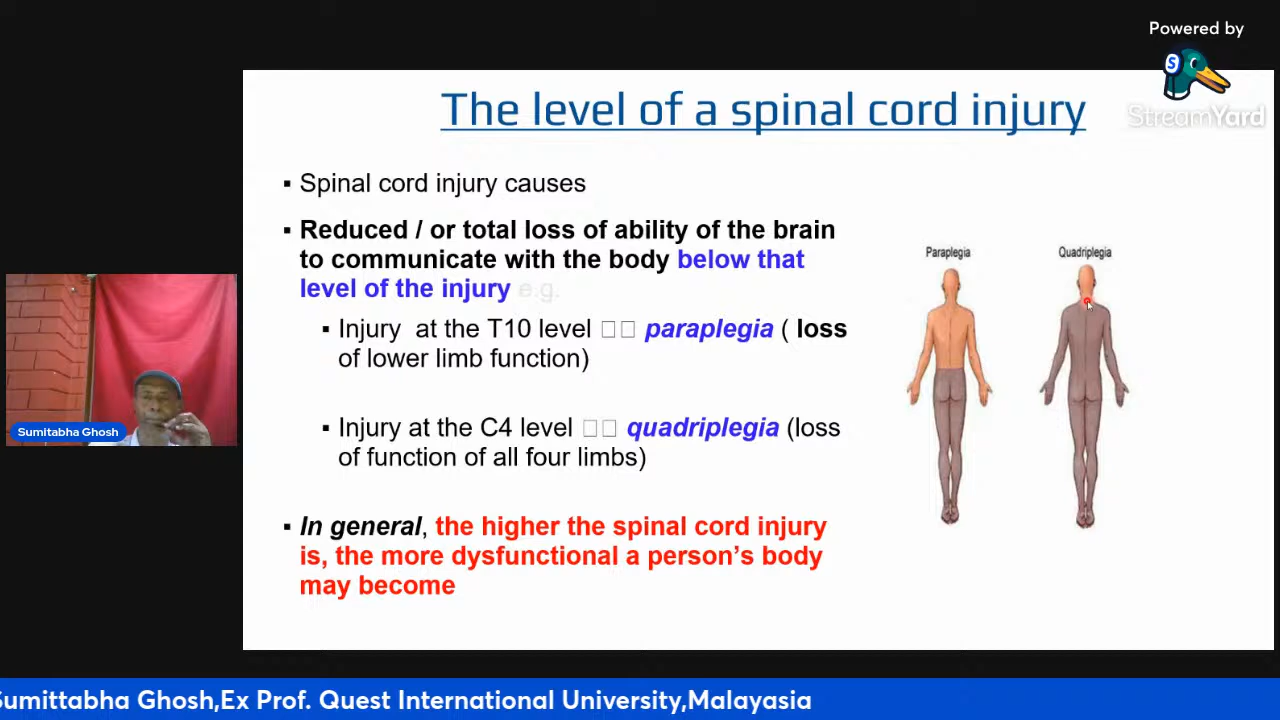 Powered by
S
StreamYard
The level of a spinal cord injury
▪ Spinal cord injury causes
▪ Reduced / or total loss of ability of the brain
to communicate with the body below that
level of the injury e.g.
▪ Injury at the T10 level □□ paraplegia ( loss
of lower limb function)
▪ Injury at the C4 level □□ quadriplegia (loss
of function of all four limbs)
▪ In general, the higher the spinal cord injury
is, the more dysfunctional a person’s body
may become
Paraplegia Quadriplegia
Sumitabha Ghosh
Sumittabha Ghosh,Ex Prof. Quest International University,Malayasia